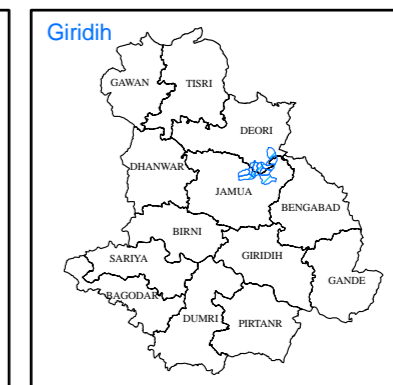 Giridih
GAWAN
TISRI
DEORI
DHANWAR
JAMUA
BENGABAD
BIRNI
SARIYA
GIRIDIH
GANDE
BAGODAR
DUMRI
PIRTANR